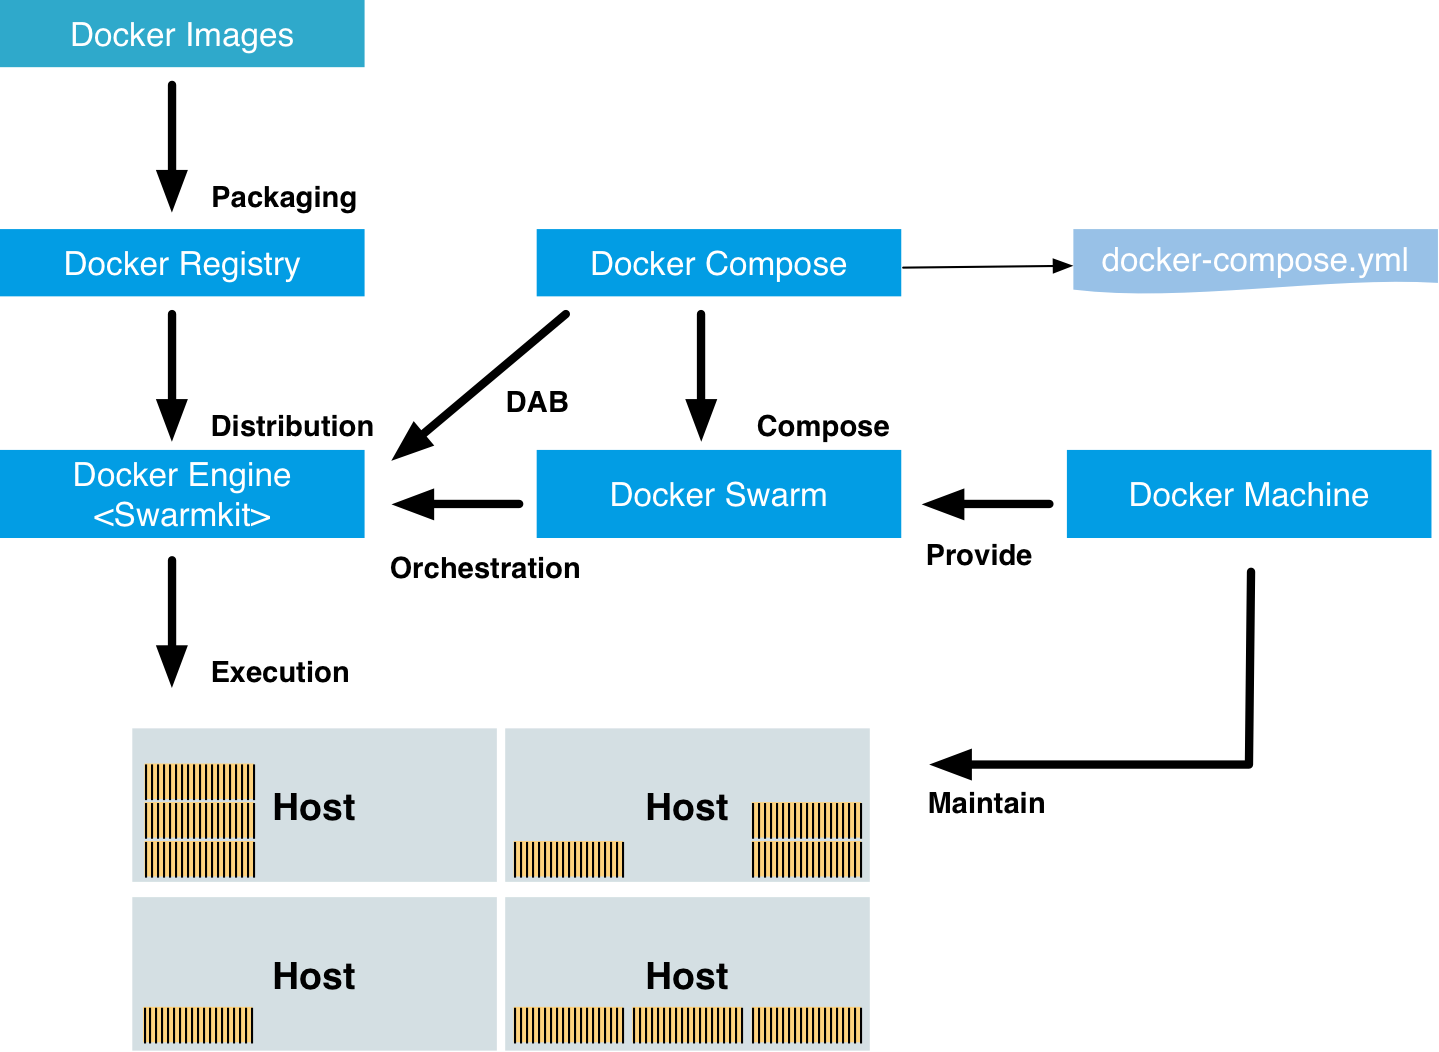 Docker Images
Packaging
Docker Registry
Docker Compose
docker-compose.yml
DAB
Distribution
Compose
Docker Engine
<Swarmkit>
Docker Swarm
Docker Machine
Orchestration
Provide
Execution
Host
Host
Maintain
Host
Host